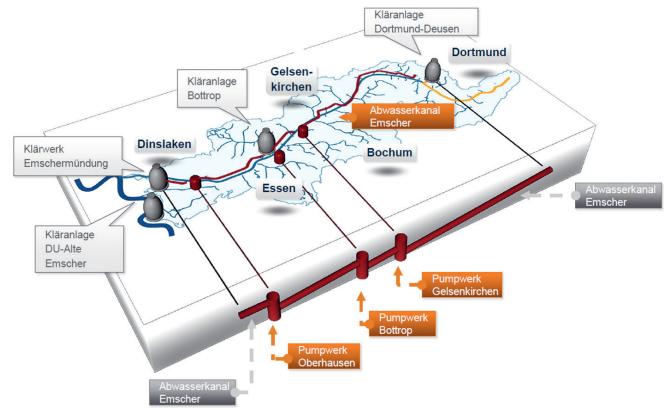 Kläranlage
Dortmund-Deusen
Dortmund
Gelsen-
kirchen
Kläranlage
Bottrop
Abwasserkanal
Emscher
Dinslaken
Klärwerk
Emschermündung
Bochum
Essen
Abwasserkanal
Emscher
Kläranlage
DU-Alte
Emscher
Pumpwerk
Gelsenkirchen
Pumpwerk
Bottrop
Pumpwerk
Oberhausen
Abwasserkanal
Emscher